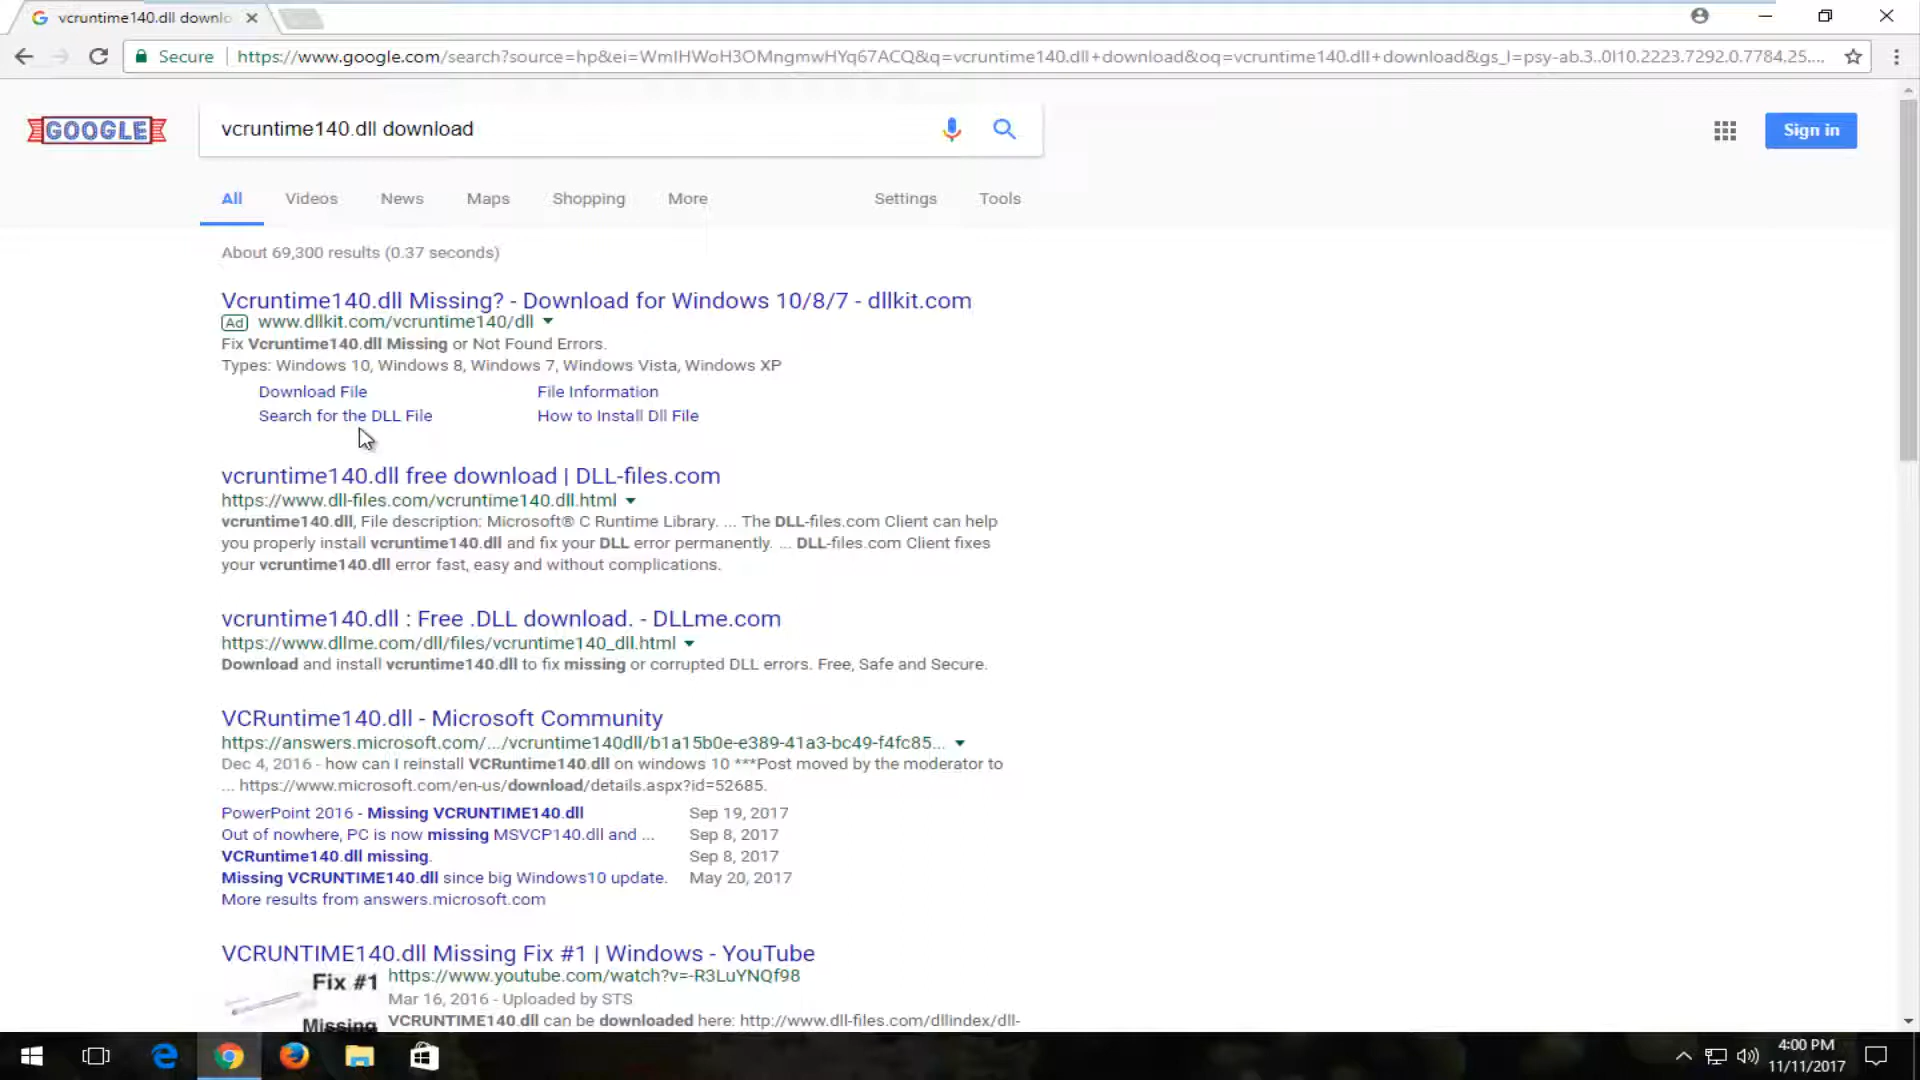 vcruntime140.dll downlo
Secure
https://www.google.com/search?source=hp&ei=WmIHWoH3OMngmwHYq67ACQ&q=vcruntime140.dll+download&oq=vcruntime140.dll+download&gs_l=psy-ab.3..0l10.2223.7292.0.7784.25....
GOOGLE
vcruntime140.dll download
Sign in
All Videos News Maps Shopping More Settings Tools
About 69,300 results (0.37 seconds)
Vcruntime140.dll Missing? - Download for Windows 10/8/7 - dllkit.com
Ad www.dllkit.com/vcruntime140/dll
Fix Vcruntime140.dll Missing or Not Found Errors.
Types: Windows 10, Windows 8, Windows 7, Windows Vista, Windows XP
Download File File Information
Search for the DLL File How to Install Dll File
vcruntime140.dll free download | DLL-files.com
https://www.dll-files.com/vcruntime140.dll.html
vcruntime140.dll, File description: Microsoft® C Runtime Library. ... The DLL-files.com Client can help
you properly install vcruntime140.dll and fix your DLL error permanently. ... DLL-files.com Client fixes
your vcruntime140.dll error fast, easy and without complications.
vcruntime140.dll : Free .DLL download. - DLLme.com
https://www.dllme.com/dll/files/vcruntime140_dll.html
Download and install vcruntime140.dll to fix missing or corrupted DLL errors. Free, Safe and Secure.
VCRuntime140.dll - Microsoft Community
https://answers.microsoft.com/.../vcruntime140dll/b1a15b0e-e389-41a3-bc49-f4fc85...
Dec 4, 2016 - how can I reinstall VCRuntime140.dll on windows 10 ***Post moved by the moderator to
... https://www.microsoft.com/en-us/download/details.aspx?id=52685.
PowerPoint 2016 - Missing VCRUNTIME140.dll Sep 19, 2017
Out of nowhere, PC is now missing MSVCP140.dll and ... Sep 8, 2017
VCRuntime140.dll missing. Sep 8, 2017
Missing VCRUNTIME140.dll since big Windows10 update. May 20, 2017
More results from answers.microsoft.com
VCRUNTIME140.dll Missing Fix #1 | Windows - YouTube
https://www.youtube.com/watch?v=-R3LuYNQf98
Fix #1
Mar 16, 2016 - Uploaded by STS
Missing
VCRUNTIME140.dll can be downloaded here: http://www.dll-files.com/dllindex/dll-
4:00 PM
11/11/2017